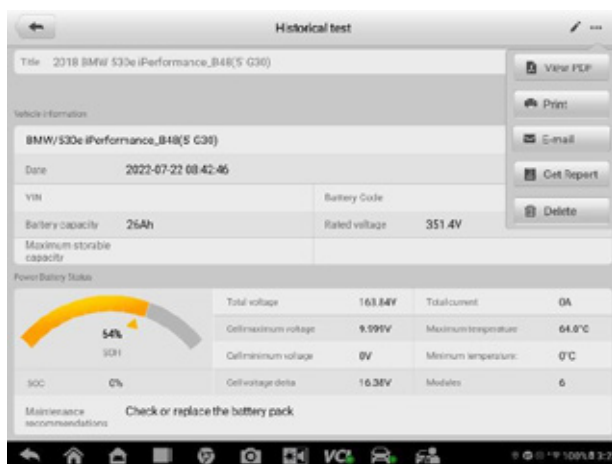 Historical test
Title 2018 BMW 530e iPerformance_B48(5' G30)
View PDF
Print
E-mail
Get Report
Delete
Vehicle information
BMW/530e iPerformance_B48(5' G30)
Date 2022-07-22 08:42:46
VIN Battery Code
Battery capacity 26Ah Rated voltage 351.4V
Maximum storable
capacity
Power Battery Status
54%
SOH
SOC 0%
Total voltage 163.84V Total current 0A
Cell maximum voltage 9.999V Maximum temperature 64.0°C
Cell minimum voltage 0V Minimum temperature: 0°C
Cell voltage delta 16.38V Modules 6
Maintenance
recommendations
Check or replace the battery pack
VCI
100%